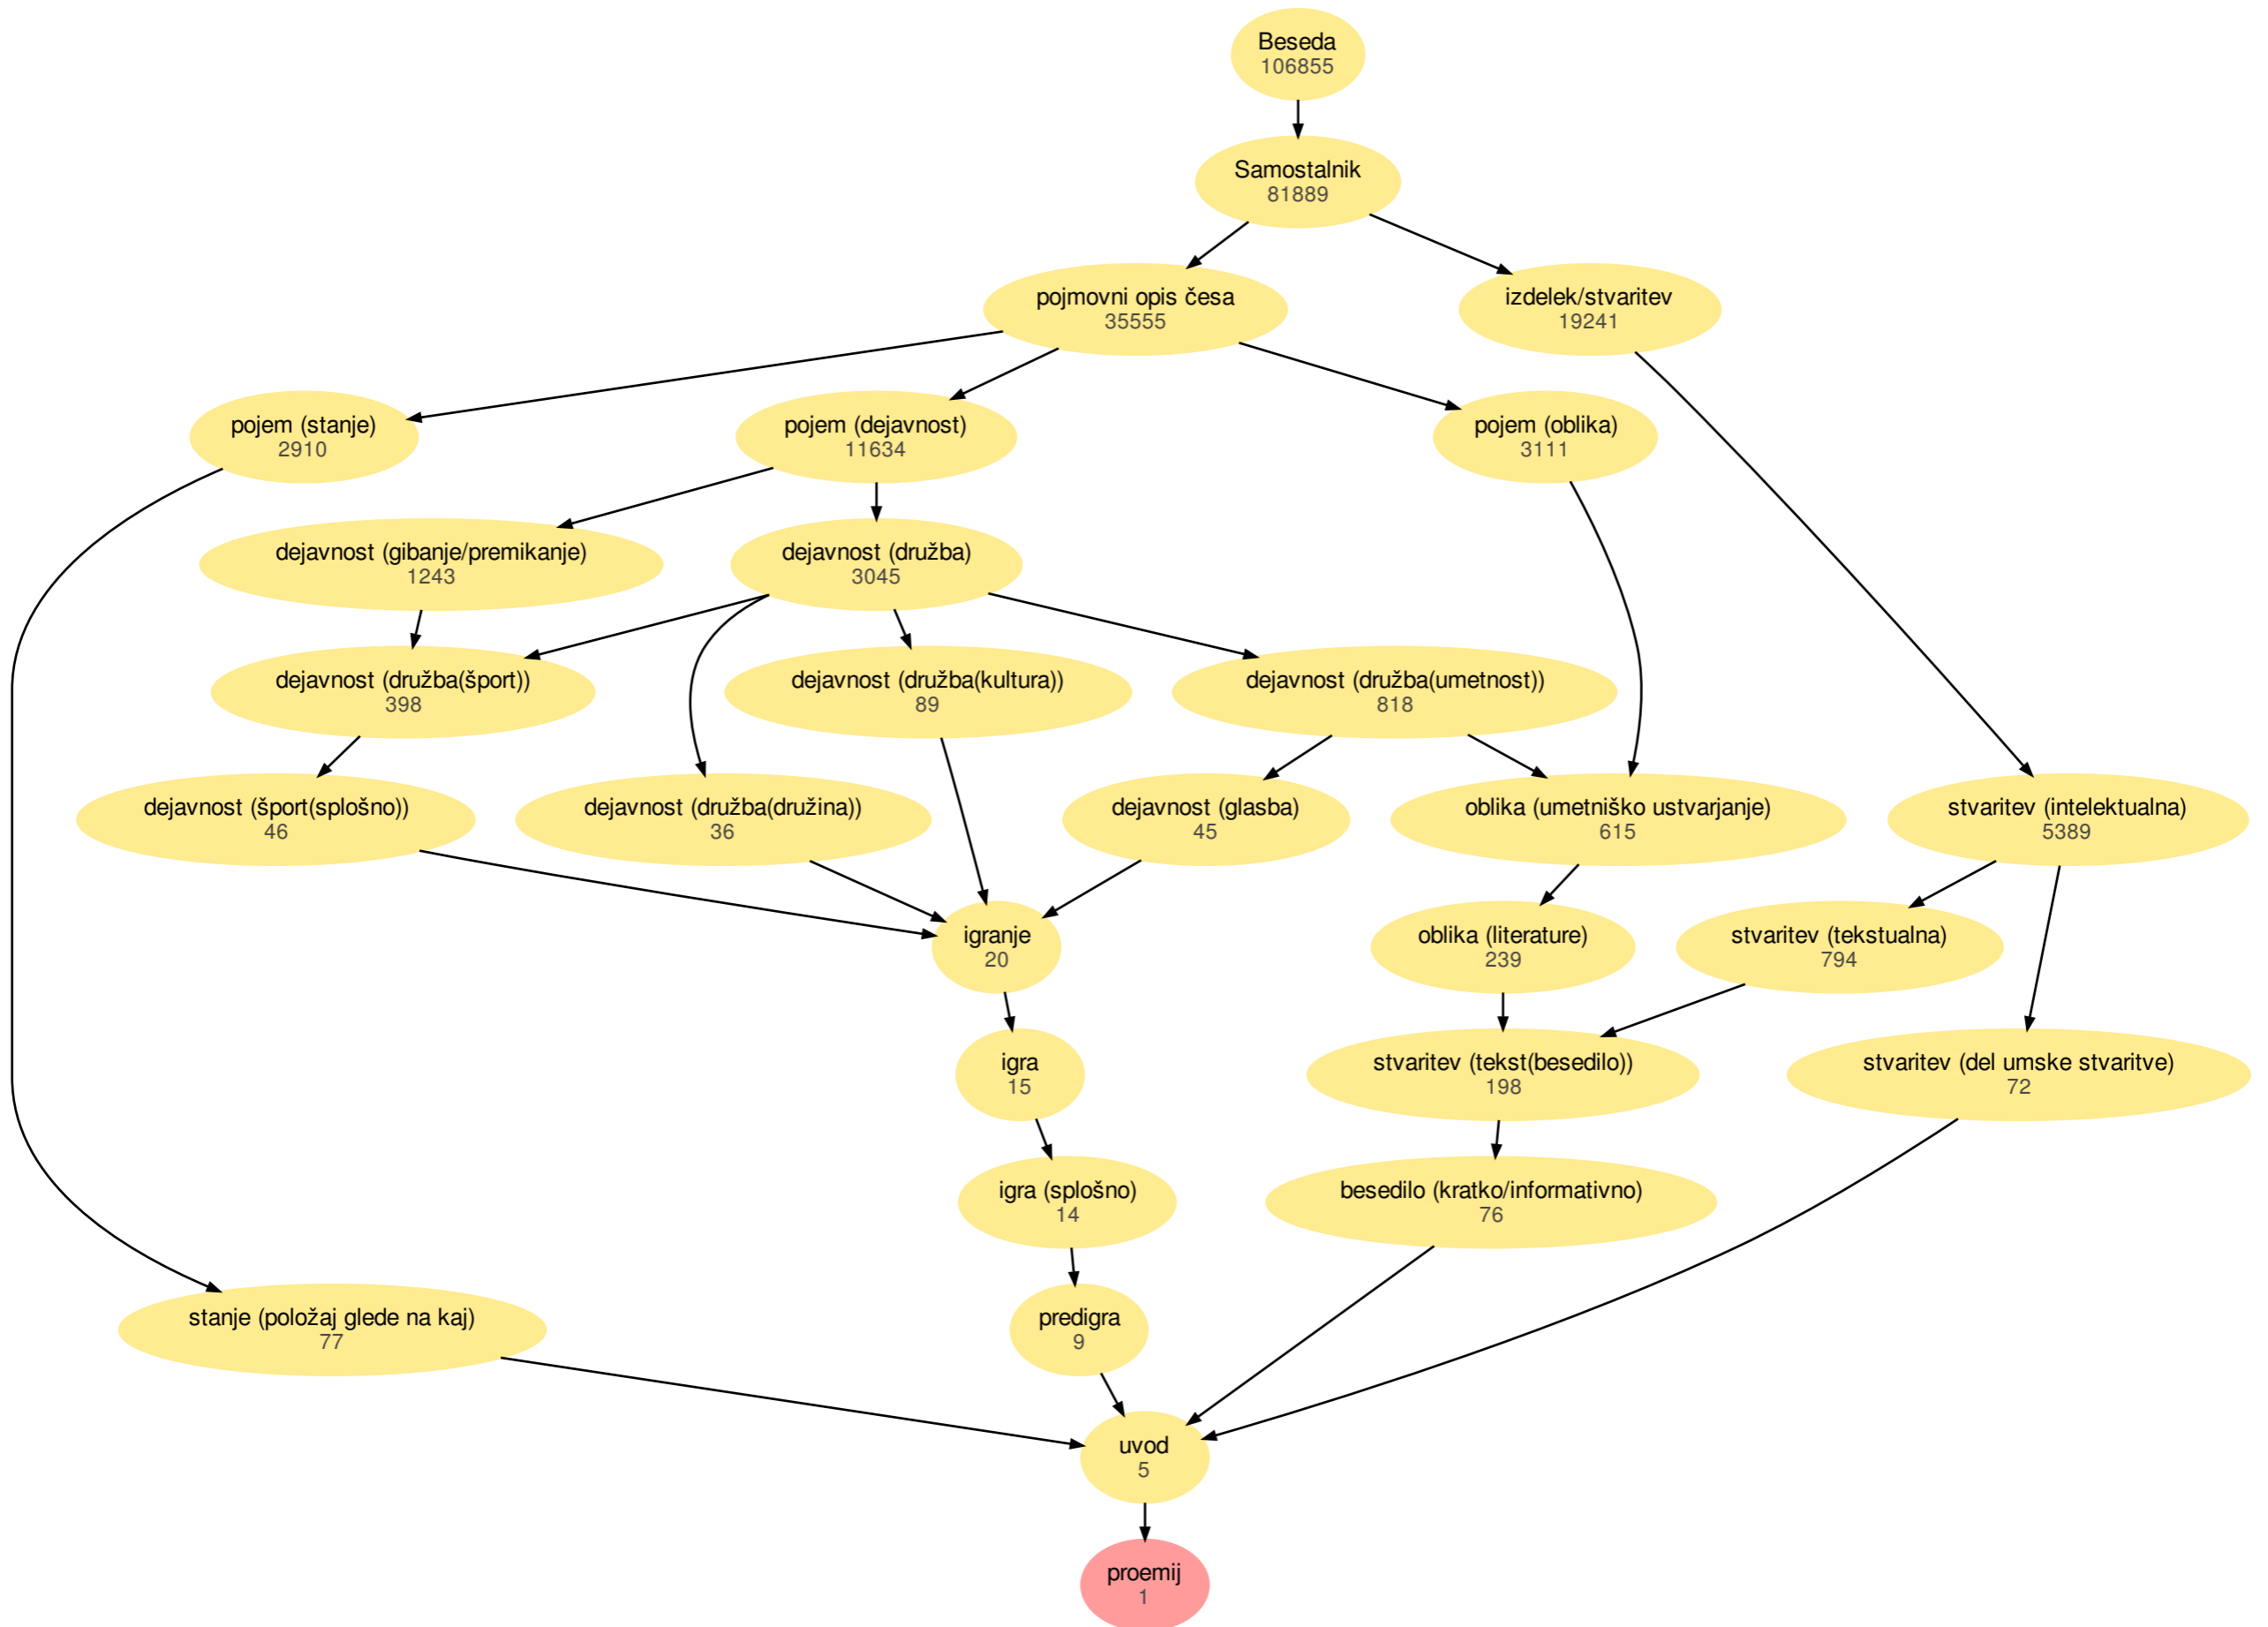 Beseda
106855
Samostalnik
81889
pojmovni opis česa
35555
izdelek/stvaritev
19241
pojem (stanje)
2910
pojem (dejavnost)
11634
pojem (oblika)
3111
dejavnost (gibanje/premikanje)
1243
dejavnost (družba)
3045
dejavnost (družba(šport))
398
dejavnost (družba(kultura))
89
dejavnost (družba(umetnost))
818
dejavnost (šport(splošno))
46
dejavnost (družba(družina))
36
dejavnost (glasba)
45
oblika (umetniško ustvarjanje)
615
stvaritev (intelektualna)
5389
igranje
20
oblika (literature)
239
stvaritev (tekstualna)
794
igra
15
stvaritev (tekst(besedilo))
198
stvaritev (del umske stvaritve)
72
igra (splošno)
14
besedilo (kratko/informativno)
76
stanje (položaj glede na kaj)
77
predigra
9
uvod
5
proemij
1